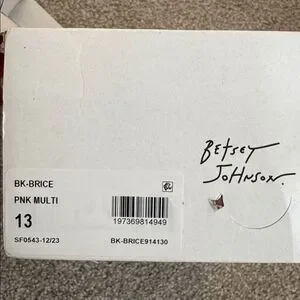 BK-BRICE
PNK MULTI
13
197369814949
SF0543-12/23
BK-BRICE914130
BETSEY
JOHNSON.